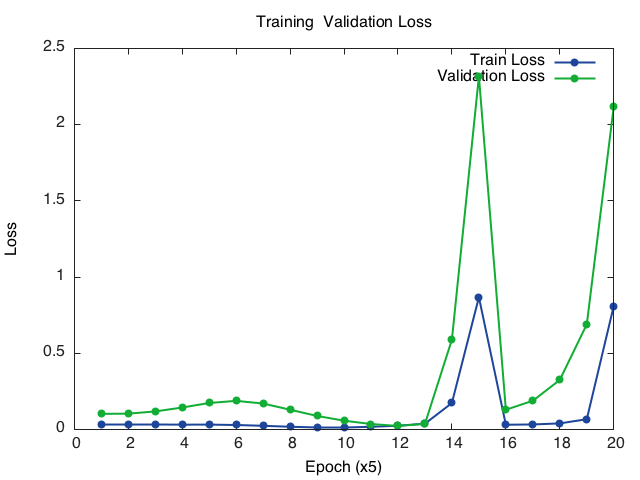 Training  Validation Loss
Train Loss
Validation Loss
2.5
2
1.5
1
0.5
0
0 2 4 6 8 10 12 14 16 18 20
Loss
Epoch (x5)